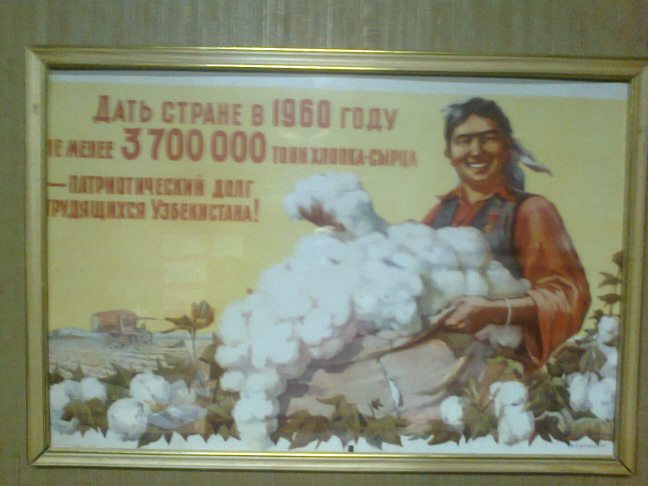 ДАТЬ СТРАНЕ В 1960 ГОДУ
НЕ МЕНЕЕ 3 700 000 ТОНН ХЛОПКА-СЫРЦА
—ПАТРИОТИЧЕСКИЙ ДОЛГ
ТРУДЯЩИХСЯ УЗБЕКИСТАНА!